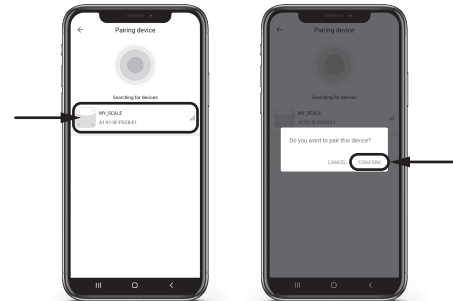 Pairing device
Searching for devices
MY_SCALE
Pairing device
Searching for devices
MY_SCALE
Do you want to pair this device?
CANCEL CONFIRM